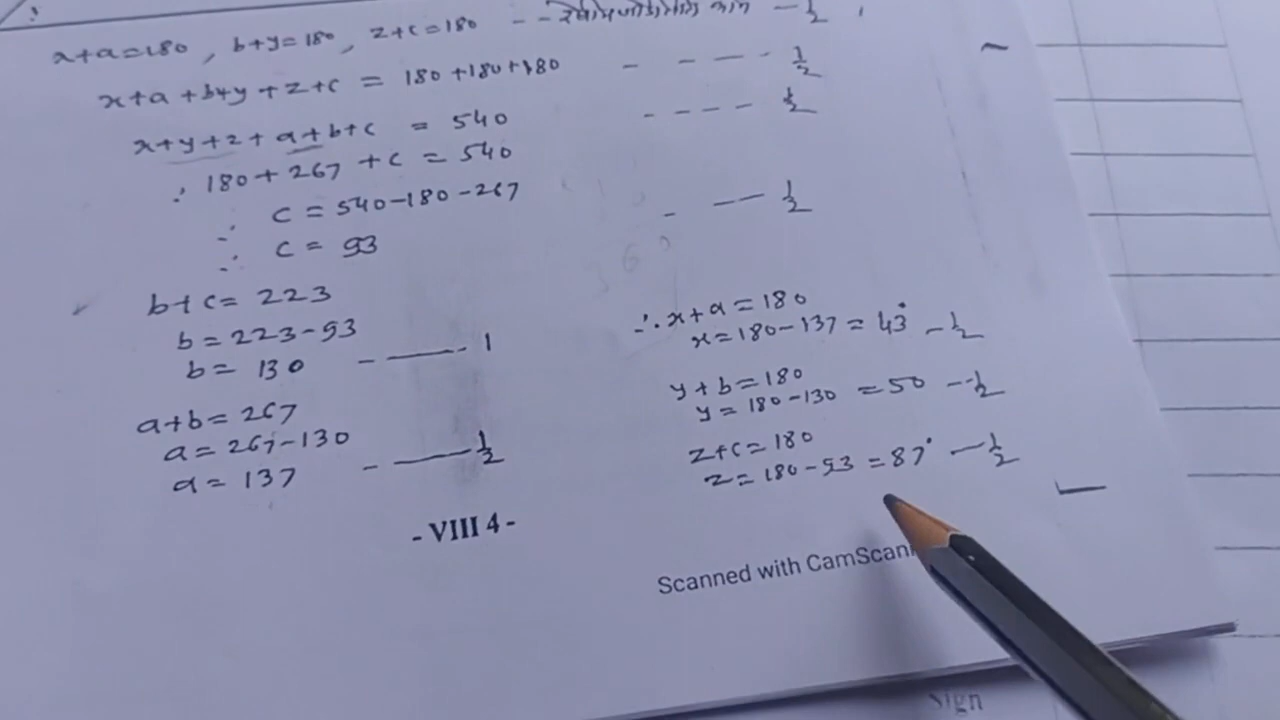 x+a=180, b+y=180, z+c=180 -- रेषीय जोडीतील कोन - 1/2
x+a+b+y+z+c = 180+180+180 - - -- - 1/2
x+y+z+a+b+c = 540 - - - - 1/2
∴ 180+267+c = 540
∴ c = 540-180-267 - -- 1/2
∴ c = 93
b+c= 223
b=223-93
b= 130 - —— - 1
a+b=267
a=267-130
a= 137 - —— 1/2
∴ x+a=180
x=180-137=43° - 1/2
y+b=180
y= 180-130 =50 -- 1/2
z+c=180
z=180-93 =87° - 1/2
- VIII 4 -
Scanned with CamScan
Sign